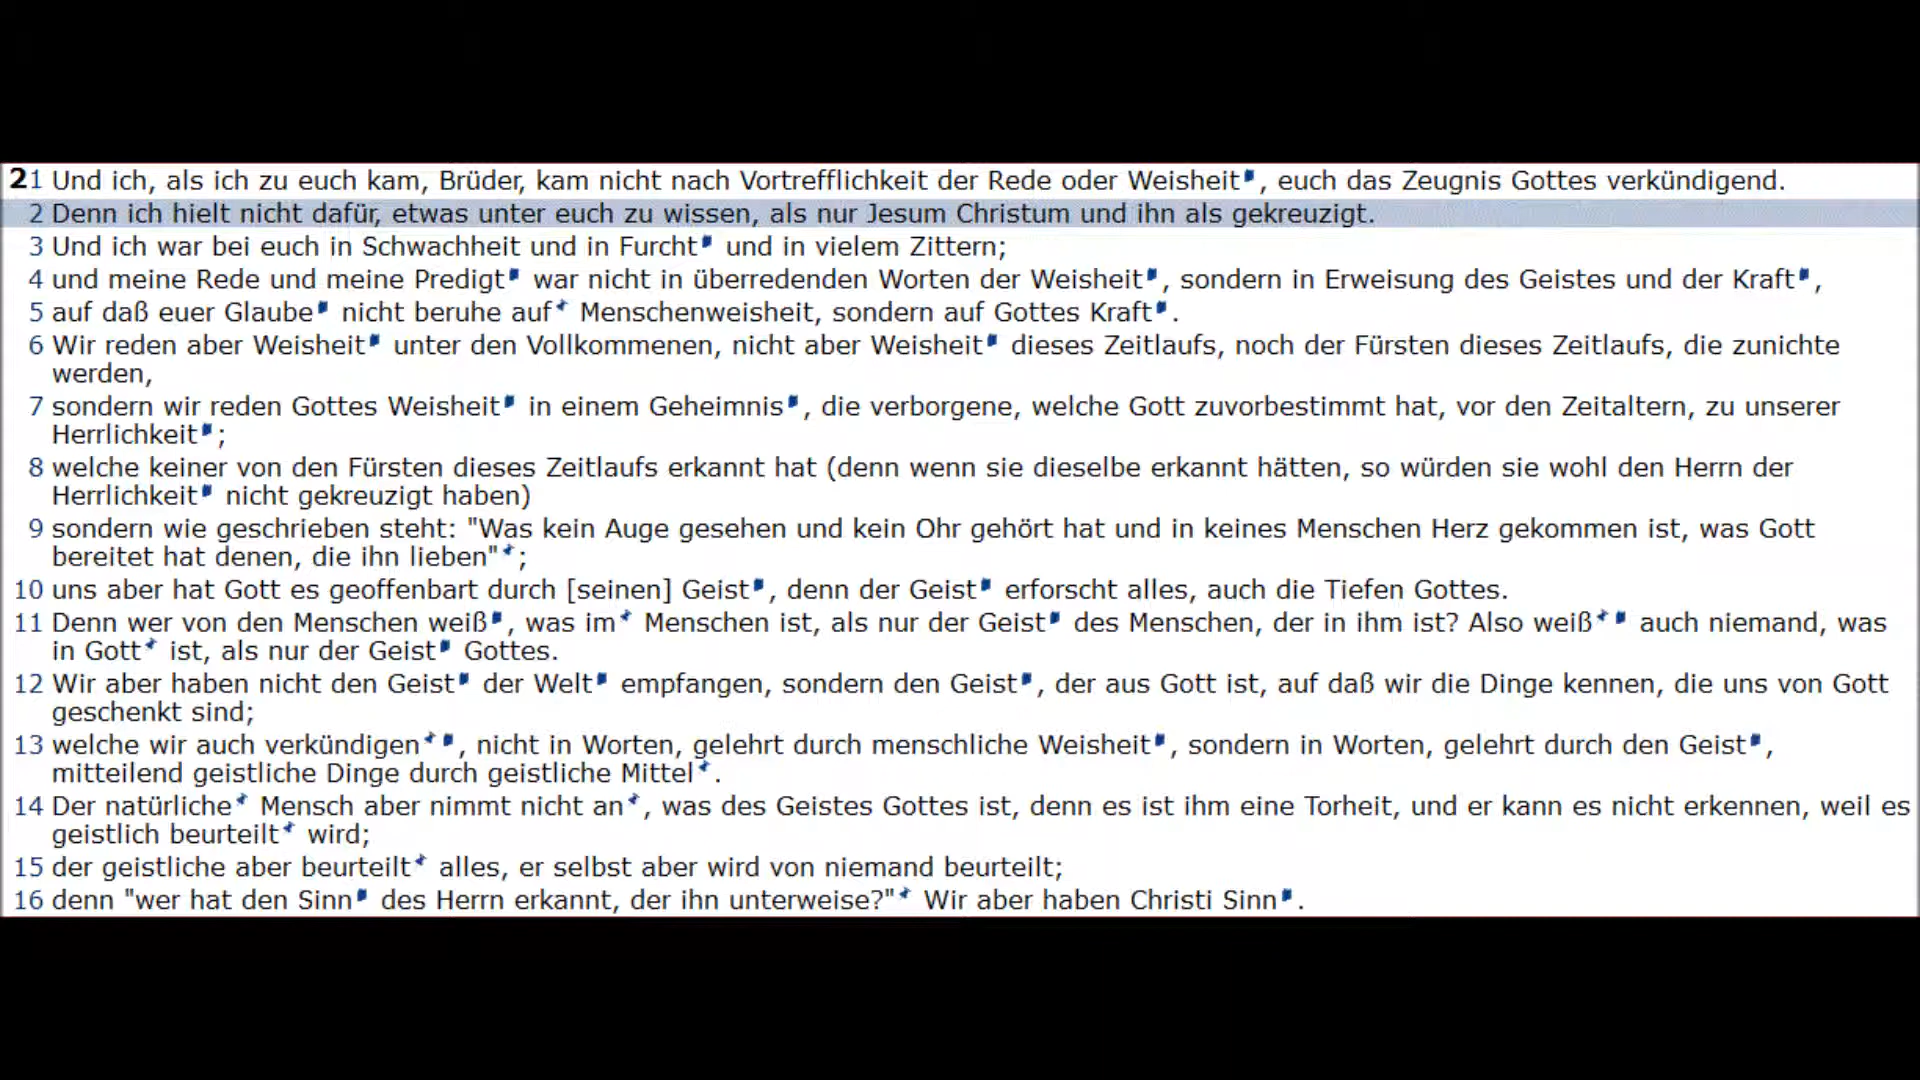 21 Und ich, als ich zu euch kam, Brüder, kam nicht nach Vortrefflichkeit der Rede oder Weisheit, euch das Zeugnis Gottes verkündigend.
2 Denn ich hielt nicht dafür, etwas unter euch zu wissen, als nur Jesum Christum und ihn als gekreuzigt.
3 Und ich war bei euch in Schwachheit und in Furcht und in vielem Zittern;
4 und meine Rede und meine Predigt war nicht in überredenden Worten der Weisheit, sondern in Erweisung des Geistes und der Kraft,
5 auf daß euer Glaube nicht beruhe auf Menschenweisheit, sondern auf Gottes Kraft.
6 Wir reden aber Weisheit unter den Vollkommenen, nicht aber Weisheit dieses Zeitlaufs, noch der Fürsten dieses Zeitlaufs, die zunichte
werden,
7 sondern wir reden Gottes Weisheit in einem Geheimnis, die verborgene, welche Gott zuvorbestimmt hat, vor den Zeitaltern, zu unserer
Herrlichkeit;
8 welche keiner von den Fürsten dieses Zeitlaufs erkannt hat (denn wenn sie dieselbe erkannt hätten, so würden sie wohl den Herrn der
Herrlichkeit nicht gekreuzigt haben)
9 sondern wie geschrieben steht: "Was kein Auge gesehen und kein Ohr gehört hat und in keines Menschen Herz gekommen ist, was Gott
bereitet hat denen, die ihn lieben";
10 uns aber hat Gott es geoffenbart durch [seinen] Geist, denn der Geist erforscht alles, auch die Tiefen Gottes.
11 Denn wer von den Menschen weiß, was im Menschen ist, als nur der Geist des Menschen, der in ihm ist? Also weiß auch niemand, was
in Gott ist, als nur der Geist Gottes.
12 Wir aber haben nicht den Geist der Welt empfangen, sondern den Geist, der aus Gott ist, auf daß wir die Dinge kennen, die uns von Gott
geschenkt sind;
13 welche wir auch verkündigen, nicht in Worten, gelehrt durch menschliche Weisheit, sondern in Worten, gelehrt durch den Geist,
mitteilend geistliche Dinge durch geistliche Mittel.
14 Der natürliche Mensch aber nimmt nicht an, was des Geistes Gottes ist, denn es ist ihm eine Torheit, und er kann es nicht erkennen, weil es
geistlich beurteilt wird;
15 der geistliche aber beurteilt alles, er selbst aber wird von niemand beurteilt;
16 denn "wer hat den Sinn des Herrn erkannt, der ihn unterweise?" Wir aber haben Christi Sinn.